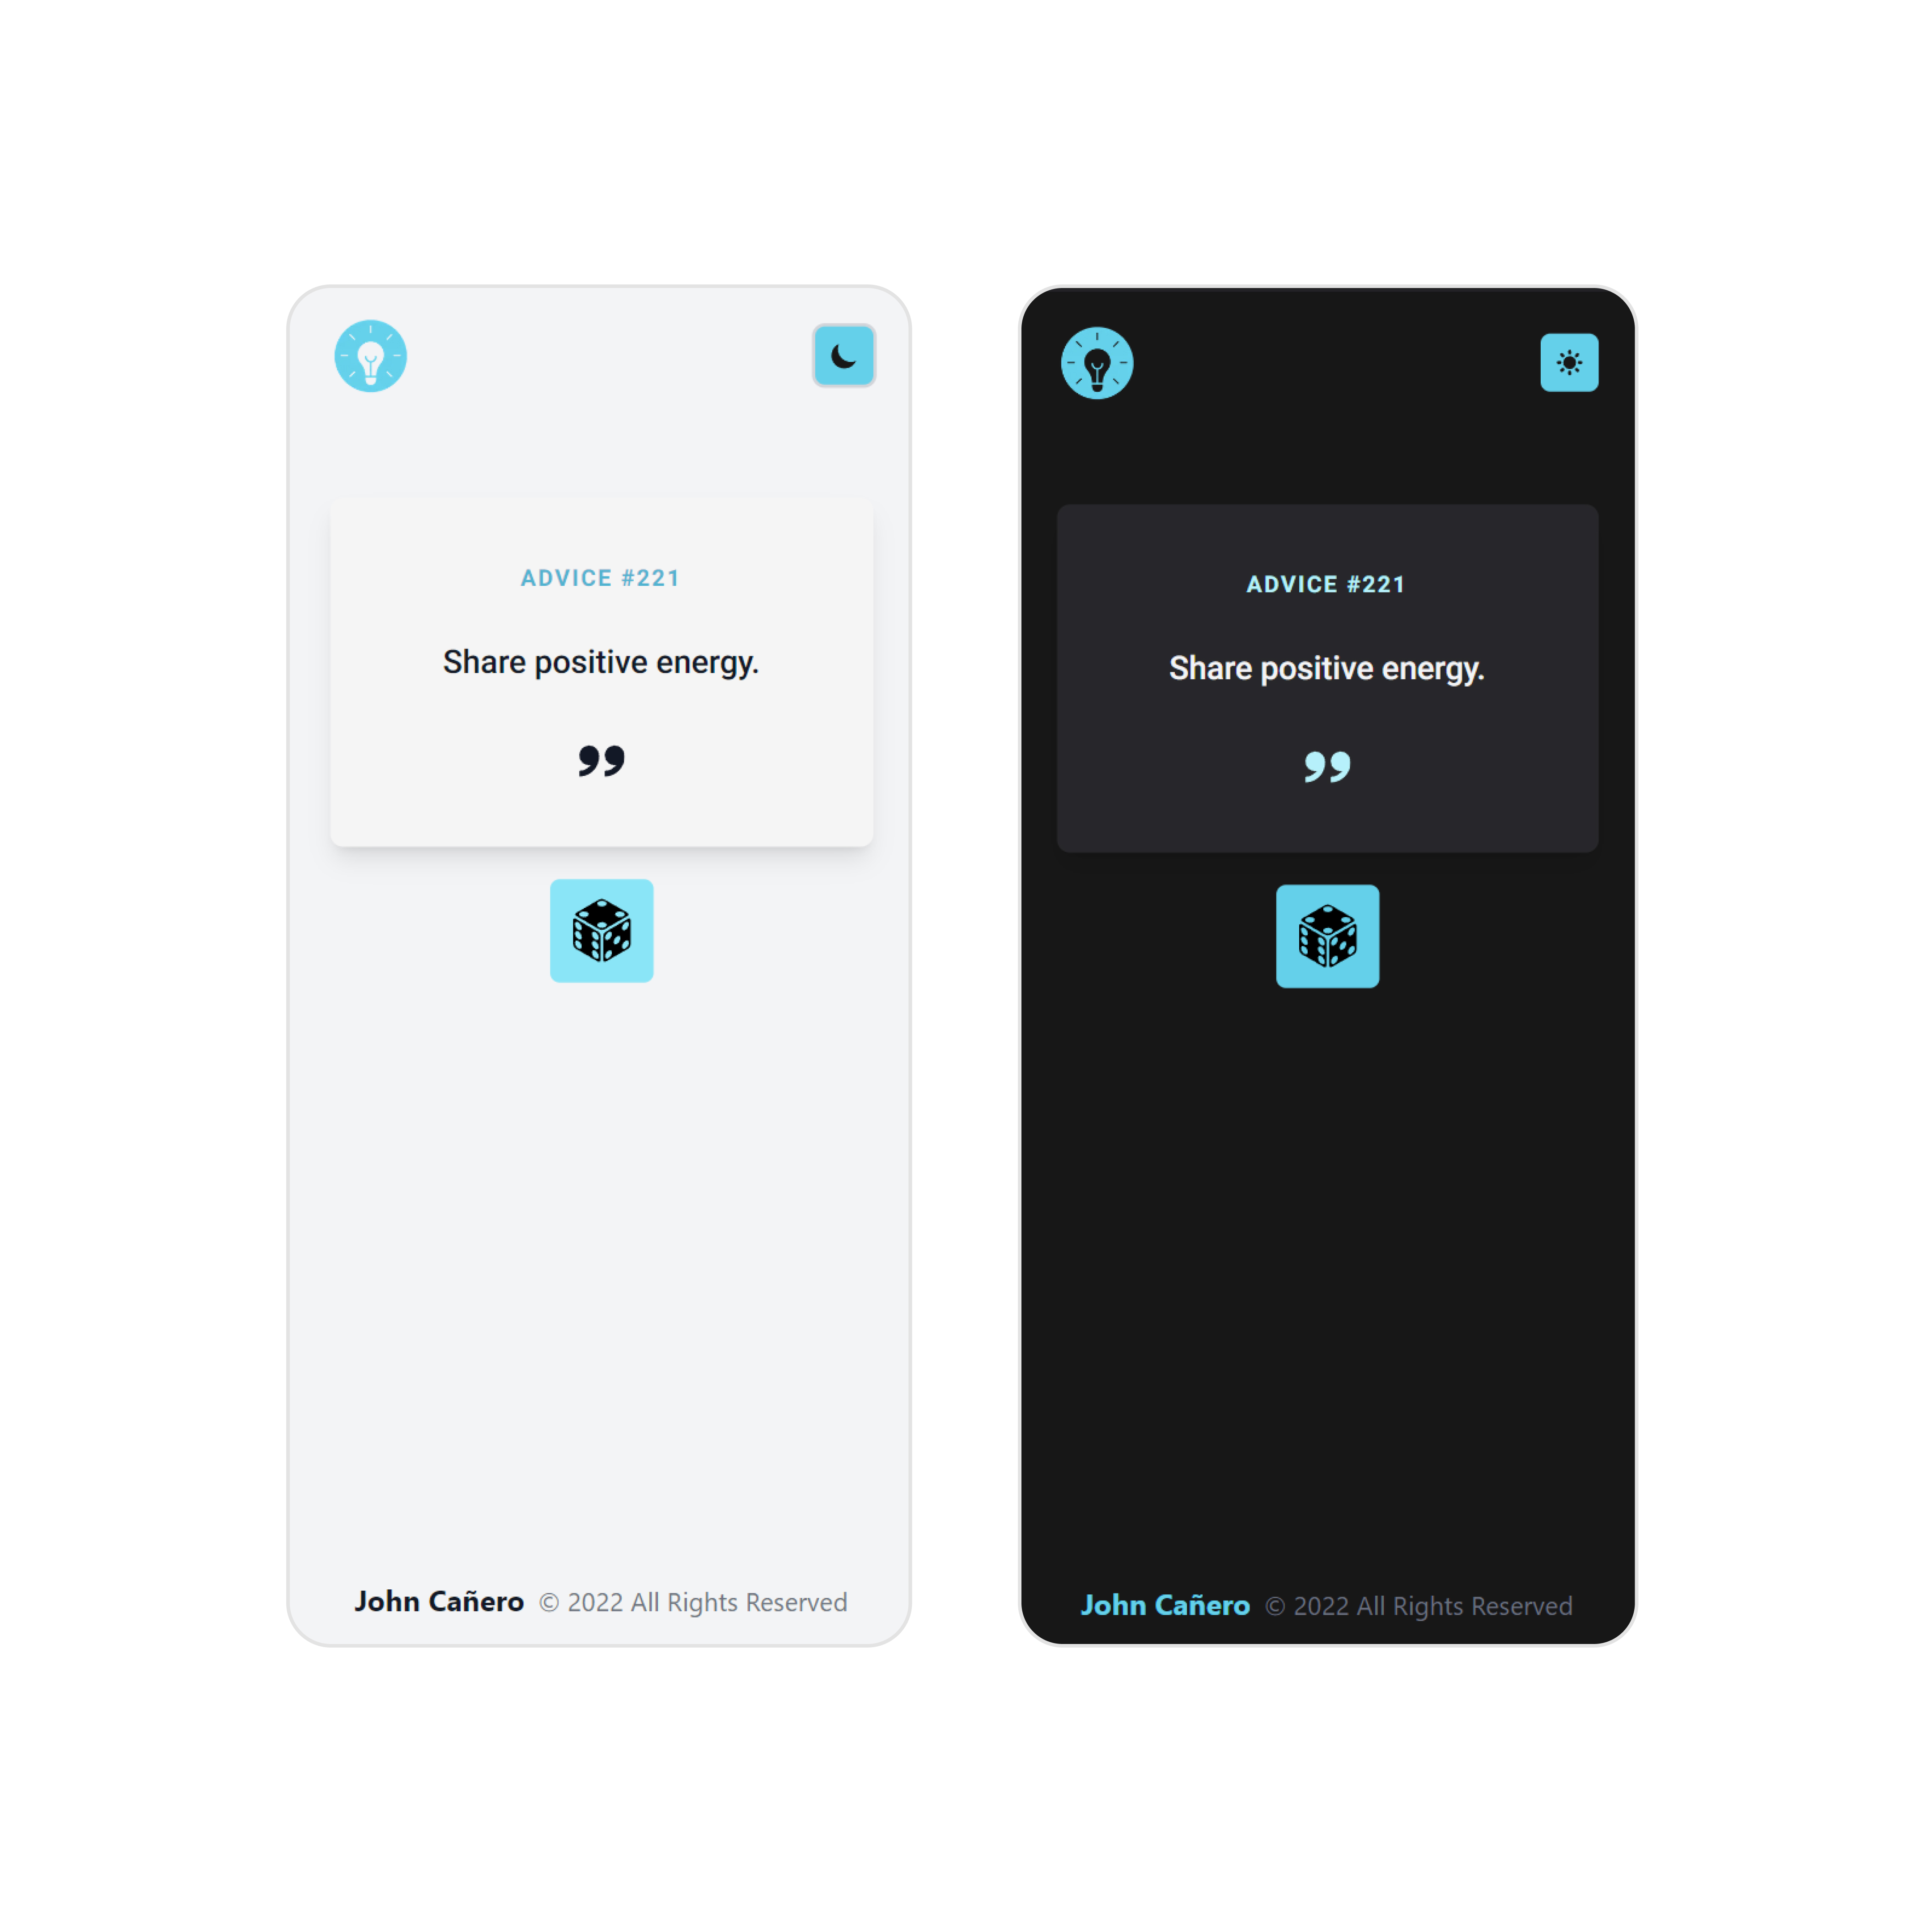 ADVICE #221
Share positive energy.
”
John Cañero © 2022 All Rights Reserved
ADVICE #221
Share positive energy.
”
John Cañero © 2022 All Rights Reserved